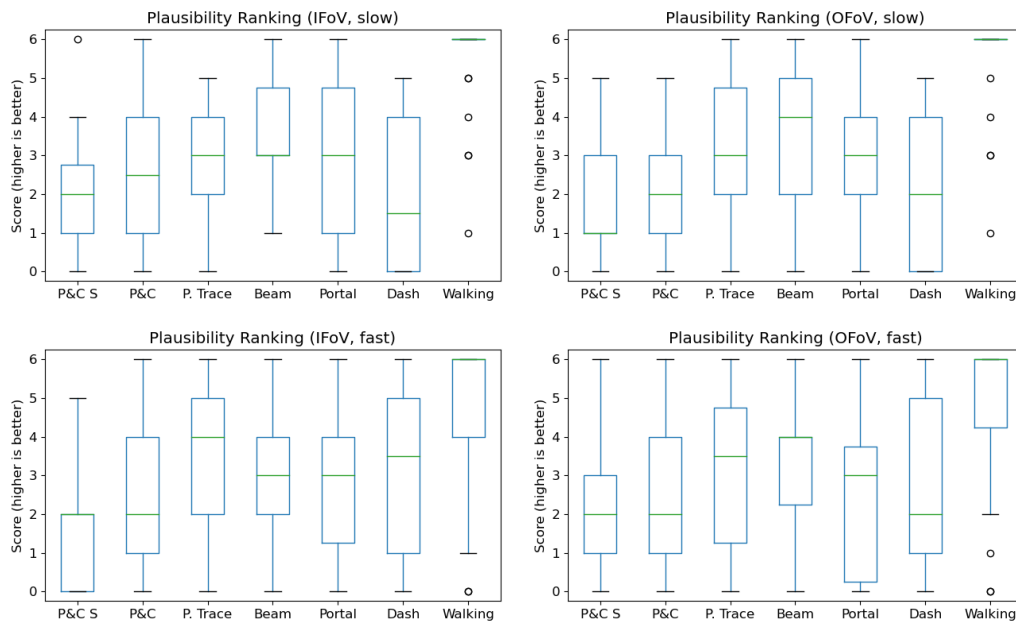 Plausibility Ranking (IFoV, slow)
Score (higher is better)
6
5
4
3
2
1
0
P&C S P&C P. Trace Beam Portal Dash Walking
Plausibility Ranking (OFoV, slow)
Score (higher is better)
6
5
4
3
2
1
0
P&C S P&C P. Trace Beam Portal Dash Walking
Plausibility Ranking (IFoV, fast)
Score (higher is better)
6
5
4
3
2
1
0
P&C S P&C P. Trace Beam Portal Dash Walking
Plausibility Ranking (OFoV, fast)
Score (higher is better)
6
5
4
3
2
1
0
P&C S P&C P. Trace Beam Portal Dash Walking